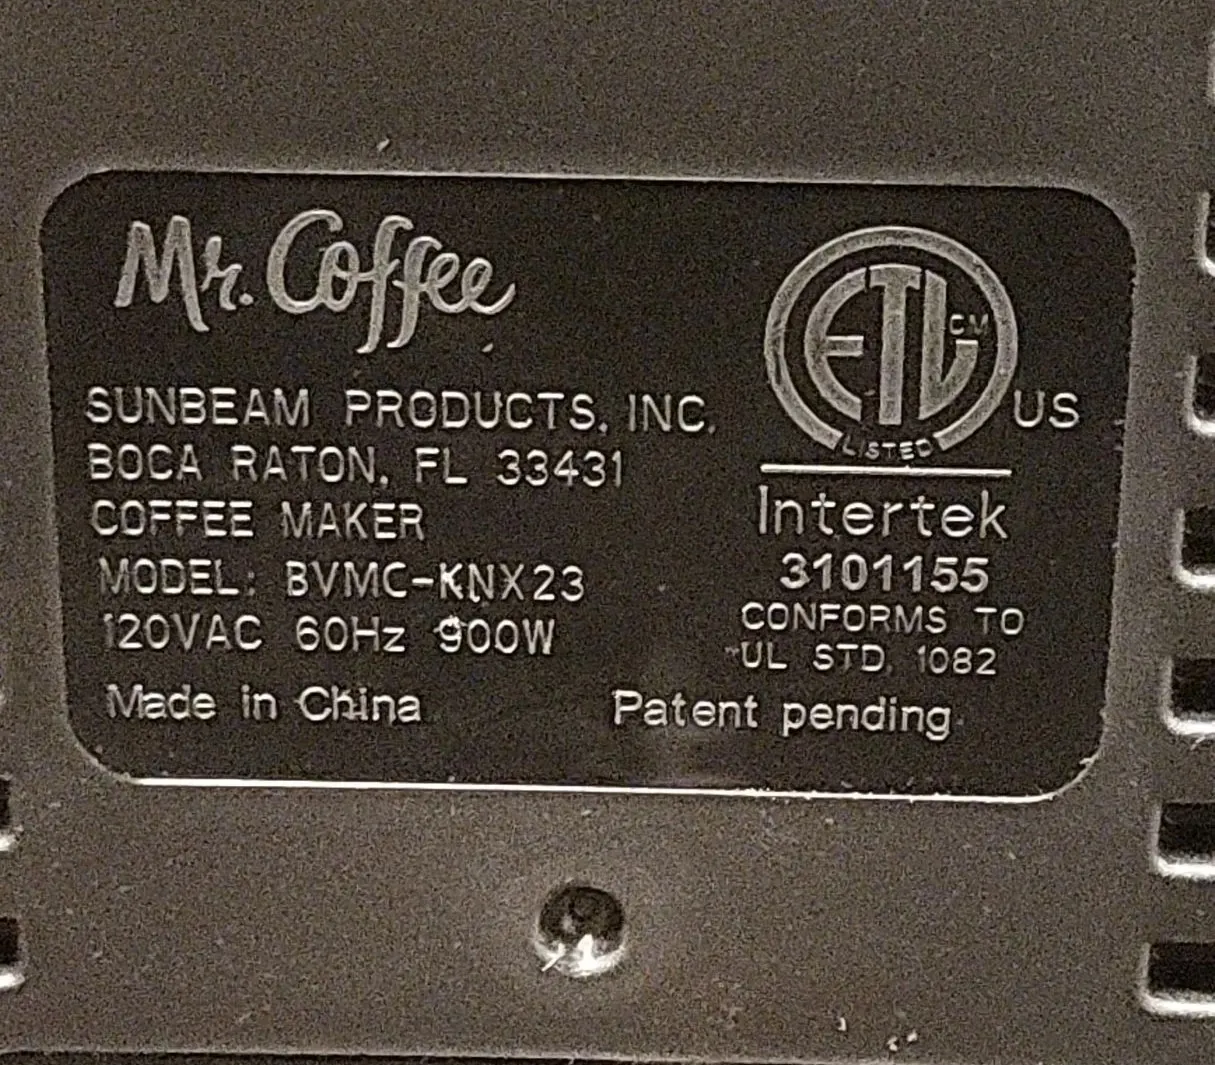 Mr. Coffee
SUNBEAM PRODUCTS, INC.
BOCA RATON, FL 33431
COFFEE MAKER
MODEL: BVMC-KNX23
120VAC 60Hz 900W
Made in China
ETL CM
LISTED
US
Intertek
3101155
CONFORMS TO
UL STD. 1082
Patent pending